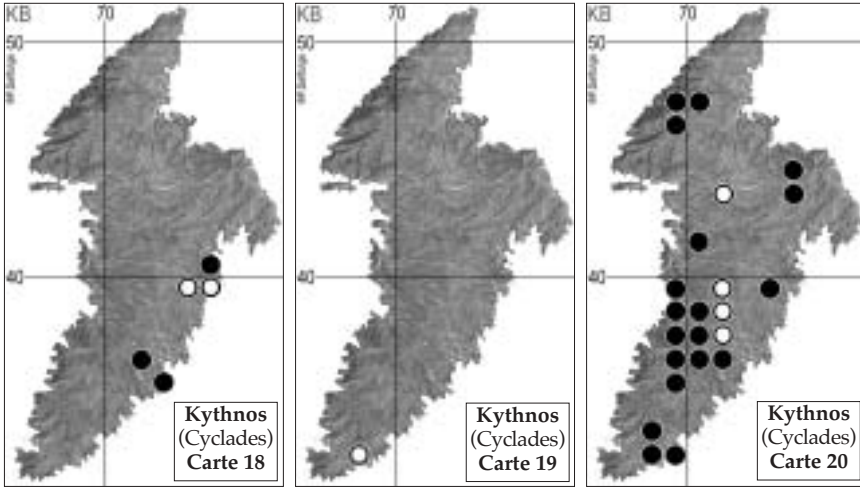 KB 70
50
40
Kythnos
(Cyclades)
Carte 18
KB 70
50
40
Kythnos
(Cyclades)
Carte 19
KB 70
50
40
Kythnos
(Cyclades)
Carte 20